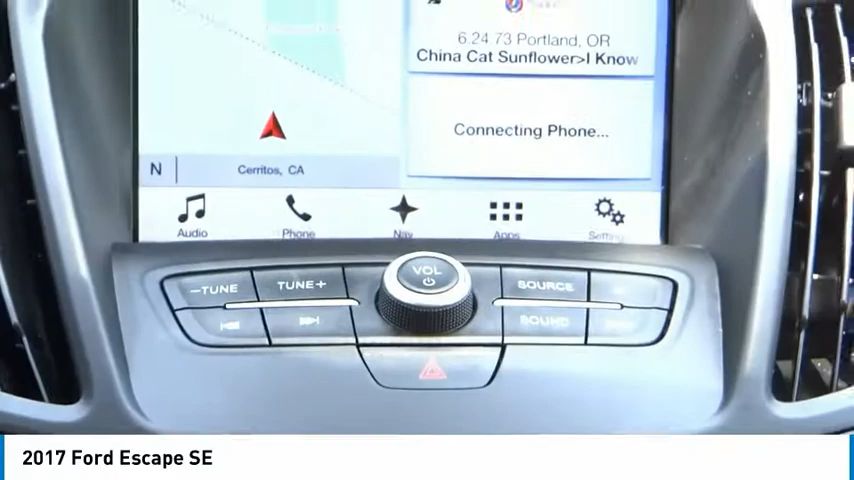 6.24.73 Portland, OR
China Cat Sunflower>I Know
Connecting Phone...
N
Cerritos, CA
Audio
Phone
Nav
Apps
Settings
VOL
−TUNE
TUNE+
SOURCE
SOUND
2017 Ford Escape SE